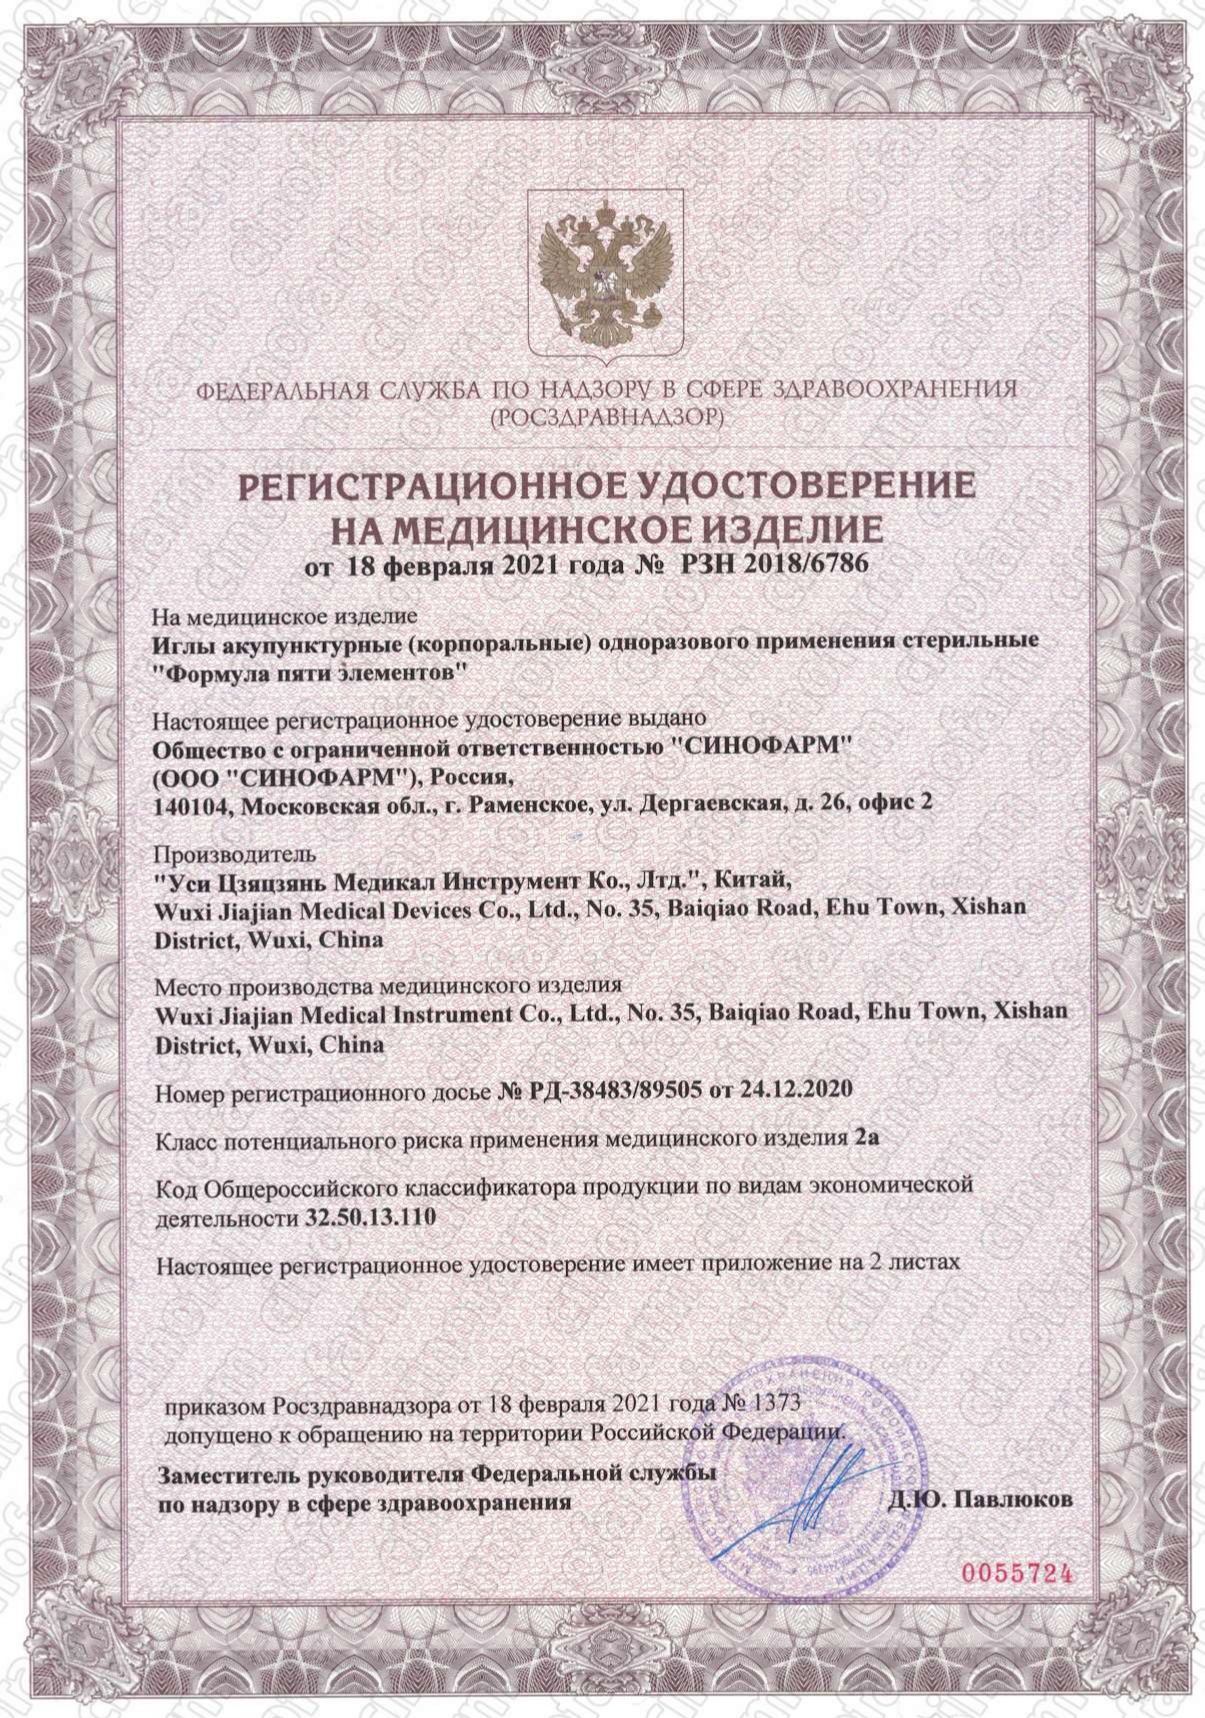 ФЕДЕРАЛЬНАЯ СЛУЖБА ПО НАДЗОРУ В СФЕРЕ ЗДРАВООХРАНЕНИЯ
(РОСЗДРАВНАДЗОР)
РЕГИСТРАЦИОННОЕ УДОСТОВЕРЕНИЕ
НА МЕДИЦИНСКОЕ ИЗДЕЛИЕ
от 18 февраля 2021 года № РЗН 2018/6786
На медицинское изделие
Иглы акупунктурные (корпоральные) одноразового применения стерильные
"Формула пяти элементов"
Настоящее регистрационное удостоверение выдано
Общество с ограниченной ответственностью "СИНОФАРМ"
(ООО "СИНОФАРМ"), Россия,
140104, Московская обл., г. Раменское, ул. Дергаевская, д. 26, офис 2
Производитель
"Уси Цзяцзянь Медикал Инструмент Ко., Лтд.", Китай,
Wuxi Jiajian Medical Devices Co., Ltd., No. 35, Baiqiao Road, Ehu Town, Xishan
District, Wuxi, China
Место производства медицинского изделия
Wuxi Jiajian Medical Instrument Co., Ltd., No. 35, Baiqiao Road, Ehu Town, Xishan
District, Wuxi, China
Номер регистрационного досье № РД-38483/89505 от 24.12.2020
Класс потенциального риска применения медицинского изделия 2а
Код Общероссийского классификатора продукции по видам экономической
деятельности 32.50.13.110
Настоящее регистрационное удостоверение имеет приложение на 2 листах
приказом Росздравнадзора от 18 февраля 2021 года № 1373
допущено к обращению на территории Российской Федерации.
Заместитель руководителя Федеральной службы
по надзору в сфере здравоохранения
Д.Ю. Павлюков
0055724